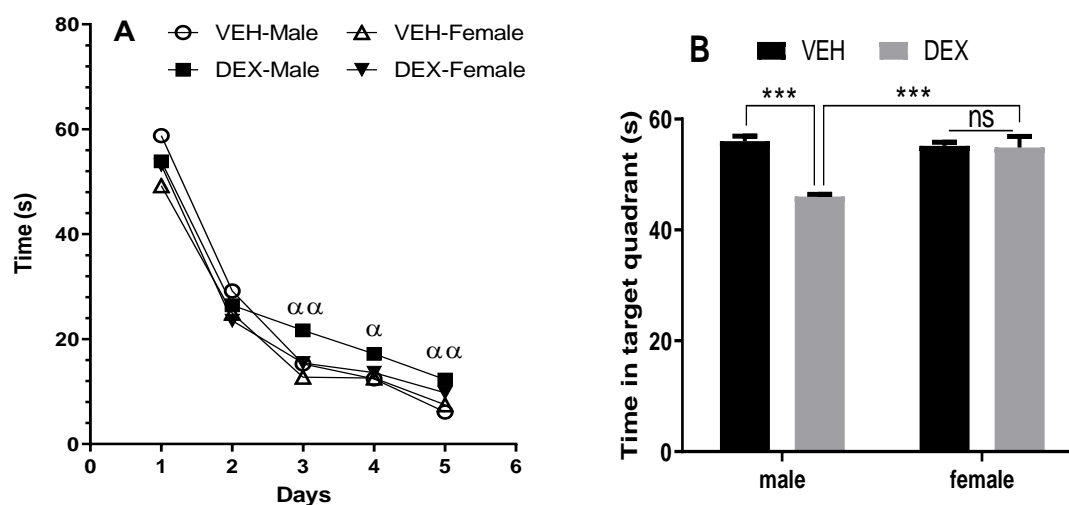 A
VEH-Male
VEH-Female
DEX-Male
DEX-Female
Time (s)
80
60
40
20
0
αα
α
αα
0 1 2 3 4 5 6
Days
B
VEH DEX
*** ***
ns
Time in target quadrant (s)
60
40
20
0
male female